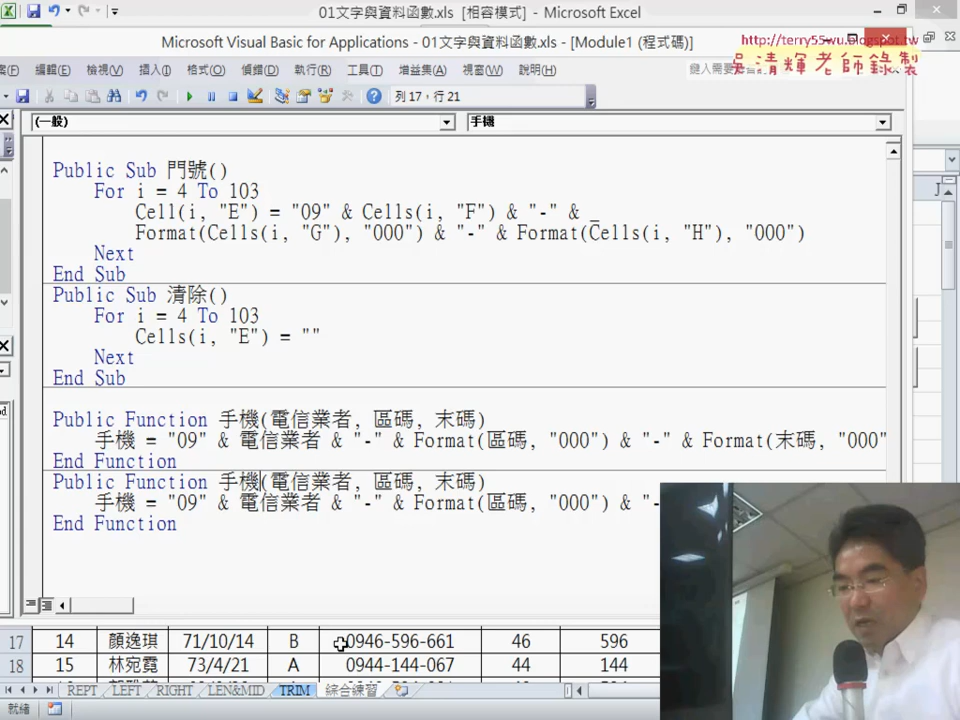 01文字與資料函數.xls [相容模式] - Microsoft Excel
http://terry55wu.blogspot.tw
Microsoft Visual Basic for Applications - 01文字與資料函數.xls - [Module1 (程式碼)]
吳清輝老師錄製
(F) 編輯(E) 檢視(V) 插入(I) 格式(O) 偵錯(D) 執行(R) 工具(T) 增益集(A) 視窗(W) 說明(H)
列 17，行 21
(一般) 手機
Public Sub 門號()
For i = 4 To 103
Cell(i, "E") = "09" & Cells(i, "F") & "-" & _
Format(Cells(i, "G"), "000") & "-" & Format(Cells(i, "H"), "000")
Next
End Sub
Public Sub 清除()
For i = 4 To 103
Cells(i, "E") = ""
Next
End Sub
Public Function 手機(電信業者, 區碼, 末碼)
手機 = "09" & 電信業者 & "-" & Format(區碼, "000") & "-" & Format(末碼, "000"
End Function
Public Function 手機(電信業者, 區碼, 末碼)
手機 = "09" & 電信業者 & "-" & Format(區碼, "000") & "-
End Function
17 14 顏逸琪 71/10/14 B 0946-596-661 46 596
18 15 林宛霓 73/4/21 A 0944-144-067 44 144
REPT LEFT RIGHT LEN&MID TRIM 綜合練習
就緒